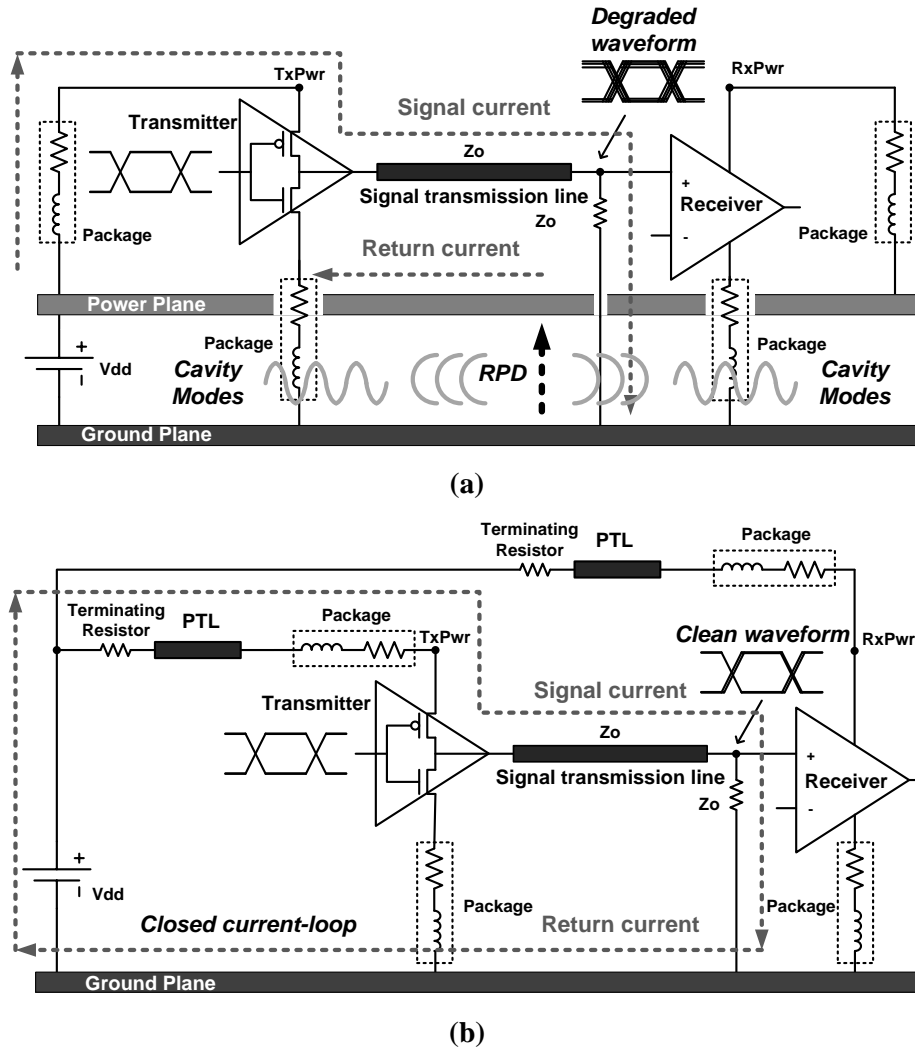 Degraded
waveform
TxPwr
RxPwr
Signal current
Transmitter
Zo
Signal transmission line
+
Receiver
-
Zo
Package
Package
Return current
Power Plane
Package
Package
+
Vdd
Cavity
Modes
RPD
Cavity
Modes
Ground Plane
(a)
Terminating
Resistor
PTL
Package
Terminating
Resistor
PTL
Package
TxPwr
Clean waveform
RxPwr
Signal current
Transmitter
Zo
Signal transmission line
+
Receiver
-
Zo
+
Vdd
Package
Package
Closed current-loop
Return current
Ground Plane
(b)